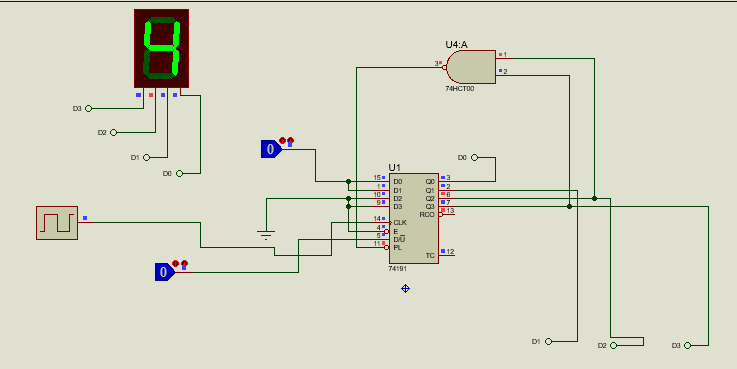 4
U4:A
1
3
2
74HCT00
D3
D2
D1
D0
0
U1
D0
15 D0 Q0 3
1 D1 Q1 2
10 D2 Q2 6
9 D3 Q3 7
RCO 13
14 CLK
4 E
5 D/U
11 PL
TC 12
74191
0
D1
D2
D3